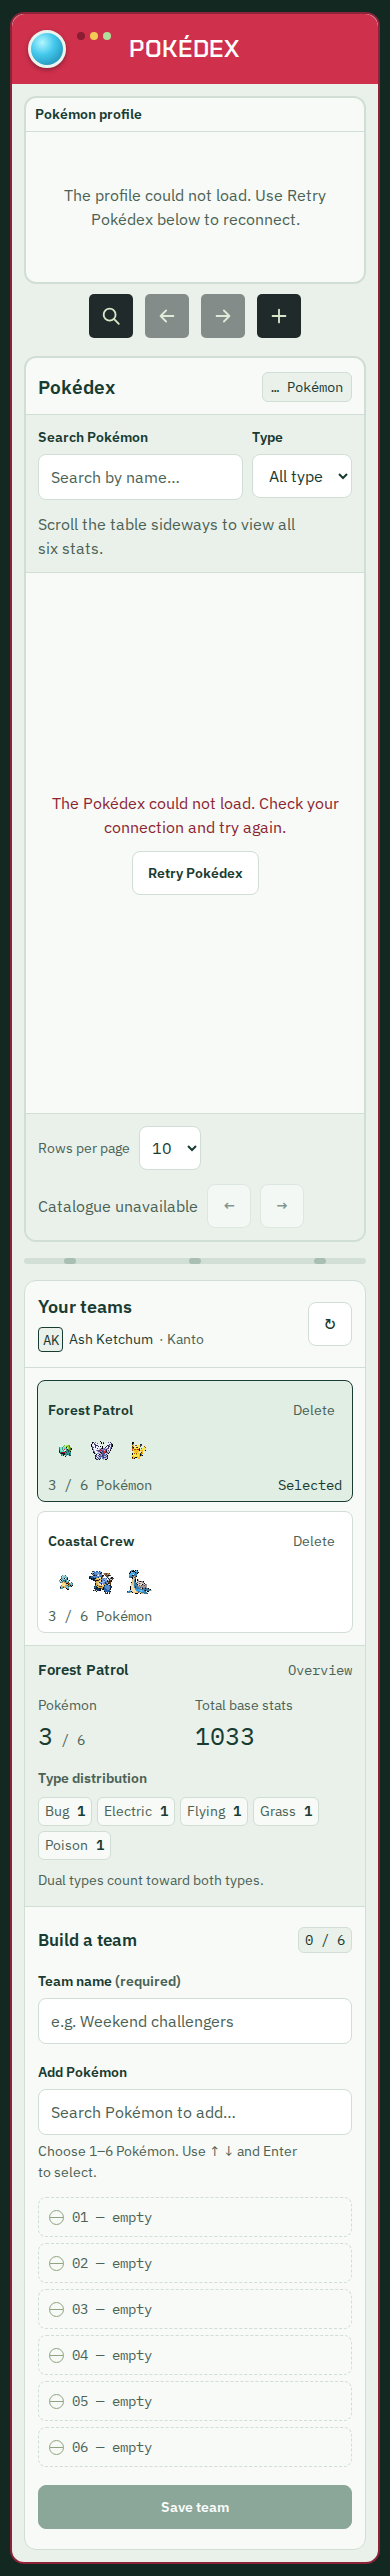 POKÉDEX
Pokémon profile
The profile could not load. Use Retry
Pokédex below to reconnect.
Pokédex
… Pokémon
Search Pokémon
Type
Search by name...
All type
Scroll the table sideways to view all
six stats.
The Pokédex could not load. Check your
connection and try again.
Retry Pokédex
Rows per page
10
Catalogue unavailable
←
→
Your teams
AK Ash Ketchum · Kanto
↻
Forest Patrol
Delete
3 / 6 Pokémon
Selected
Coastal Crew
Delete
3 / 6 Pokémon
Forest Patrol
Overview
Pokémon
Total base stats
3 / 6
1033
Type distribution
Bug 1
Electric 1
Flying 1
Grass 1
Poison 1
Dual types count toward both types.
Build a team
0 / 6
Team name (required)
e.g. Weekend challengers
Add Pokémon
Search Pokémon to add...
Choose 1–6 Pokémon. Use ↑ ↓ and Enter
to select.
01 — empty
02 — empty
03 — empty
04 — empty
05 — empty
06 — empty
Save team